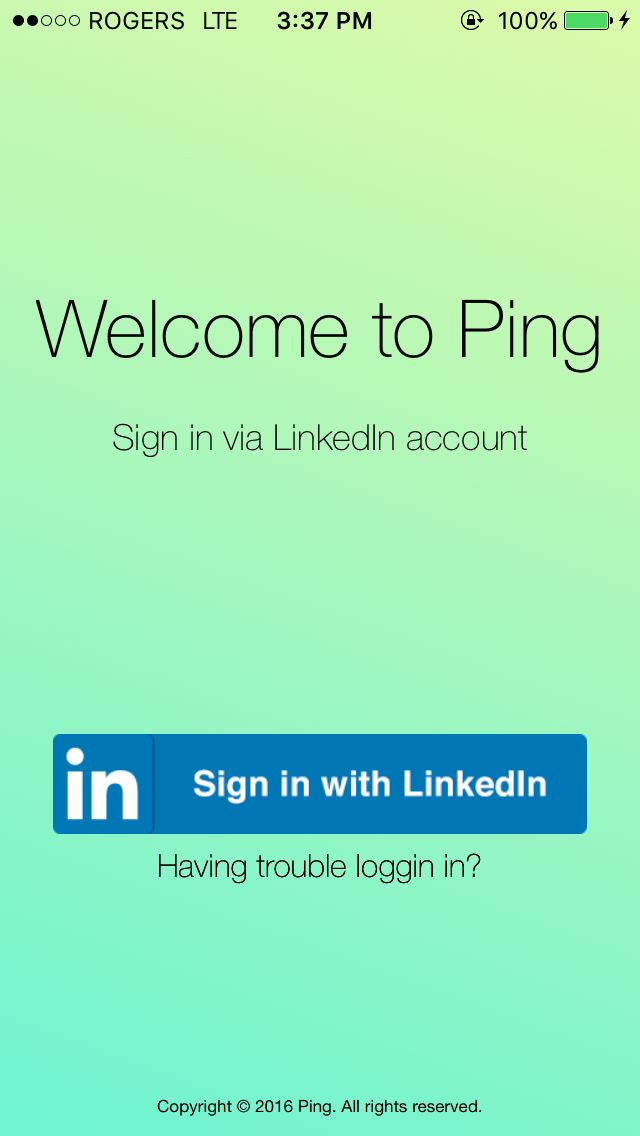 ROGERS LTE 3:37 PM 100%
Welcome to Ping
Sign in via LinkedIn account
in Sign in with LinkedIn
Having trouble loggin in?
Copyright © 2016 Ping. All rights reserved.